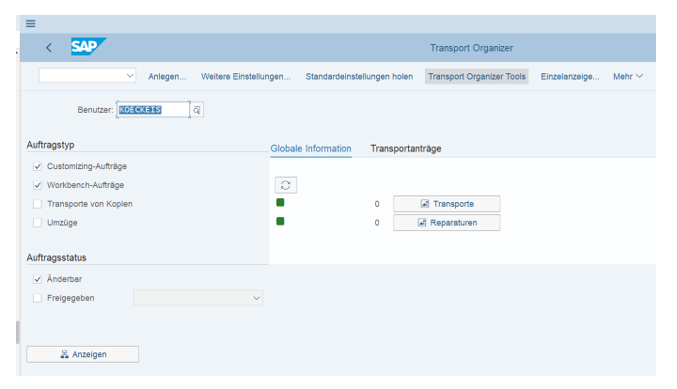 SAP
Transport Organizer
Anlegen... Weitere Einstellungen... Standardeinstellungen holen Transport Organizer Tools Einzelanzeige... Mehr
Benutzer: KOECKEIS
Auftragstyp
Globale Information Transportanträge
Customizing-Aufträge
Workbench-Aufträge
Transporte von Kopien 0 Transporte
Umzüge 0 Reparaturen
Auftragsstatus
Änderbar
Freigegeben
Anzeigen